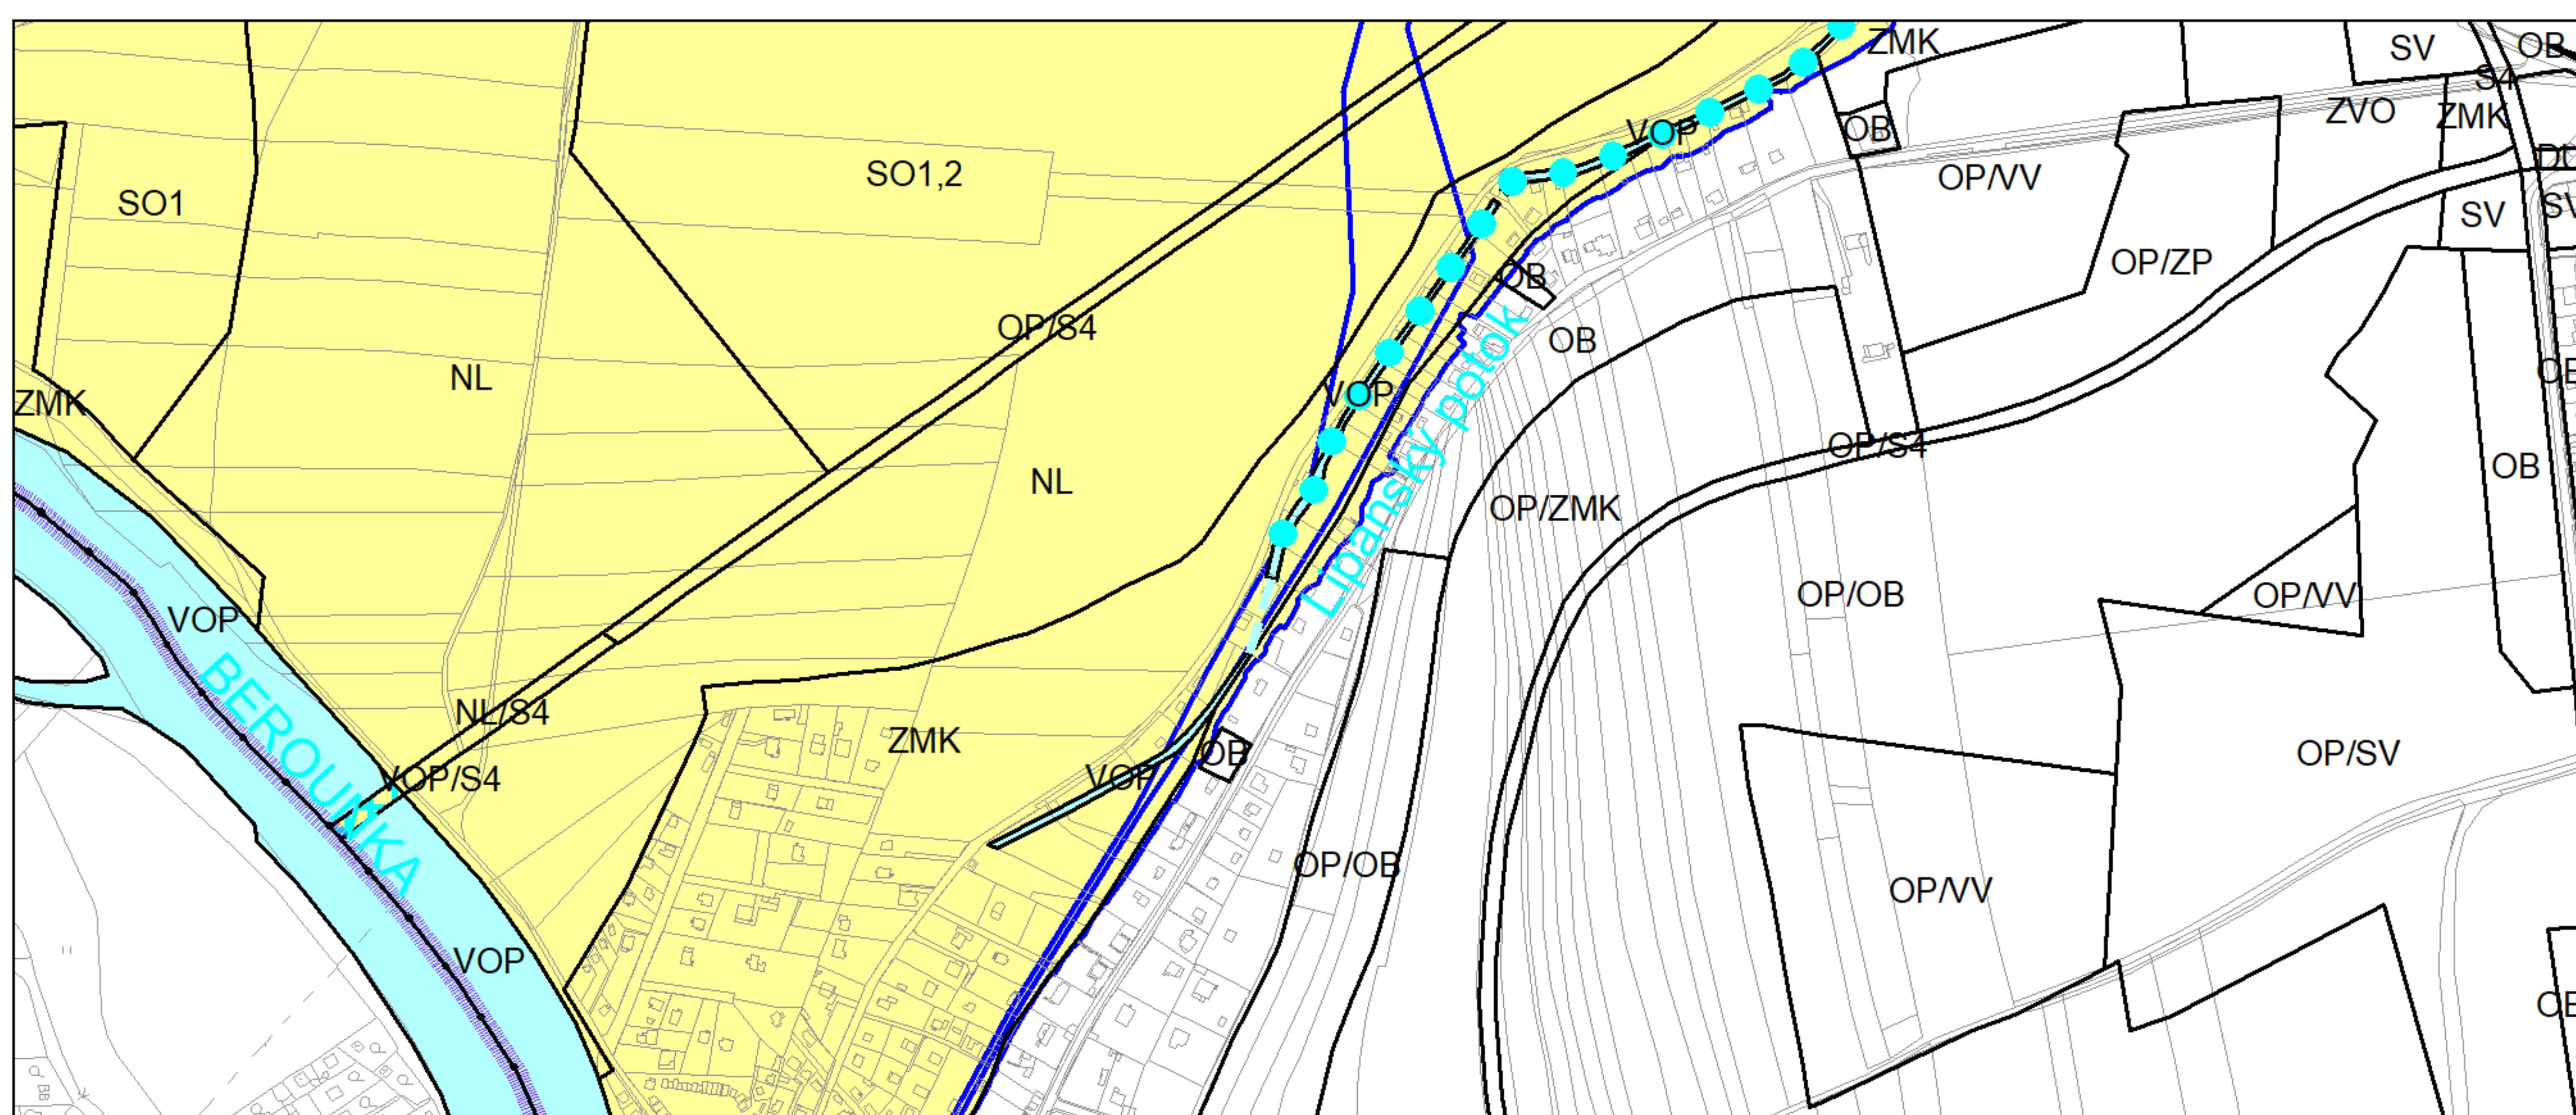 ZMK
SV
OB
S4
ZVO
ZMK
OB
VOP
SO1,2
OP/VV
SO1
SV
OP/ZP
OB
OP/S4
OB
NL
VOP
ZMK
Lipanský potok
OP/S4
OB
NL
OP/ZMK
OP/OB
OP/VV
VOP
NL/S4
ZMK
OB
OP/SV
VOP/S4
VOP
BEROUNKA
OP/OB
OP/VV
VOP